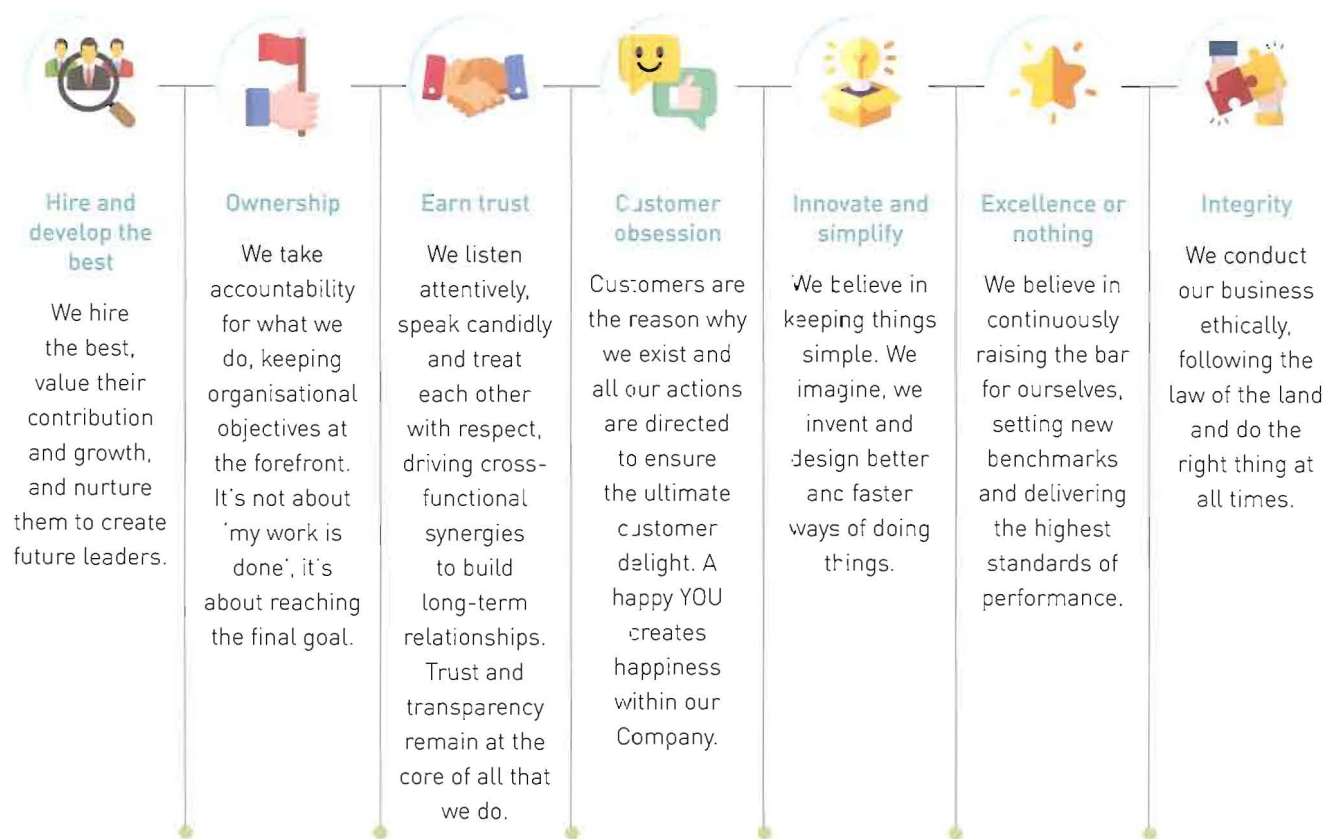 Hire and
develop the
best
We hire
the best,
value their
contribution
and growth,
and nurture
them to create
future leaders.
Ownership
We take
accountability
for what we
do, keeping
organisational
objectives at
the forefront.
It's not about
'my work is
done', it's
about reaching
the final goal.
Earn trust
We listen
attentively,
speak candidly
and treat
each other
with respect,
driving cross-
functional
synergies
to build
long-term
relationships.
Trust and
transparency
remain at the
core of all that
we do.
Customer
obsession
Customers are
the reason why
we exist and
all our actions
are directed
to ensure
the ultimate
customer
delight. A
happy YOU
creates
happiness
within our
Company.
Innovate and
simplify
We believe in
keeping things
simple. We
imagine, we
invent and
design better
and faster
ways of doing
things.
Excellence or
nothing
We believe in
continuously
raising the bar
for ourselves,
setting new
benchmarks
and delivering
the highest
standards of
performance.
Integrity
We conduct
our business
ethically,
following the
law of the land
and do the
right thing at
all times.